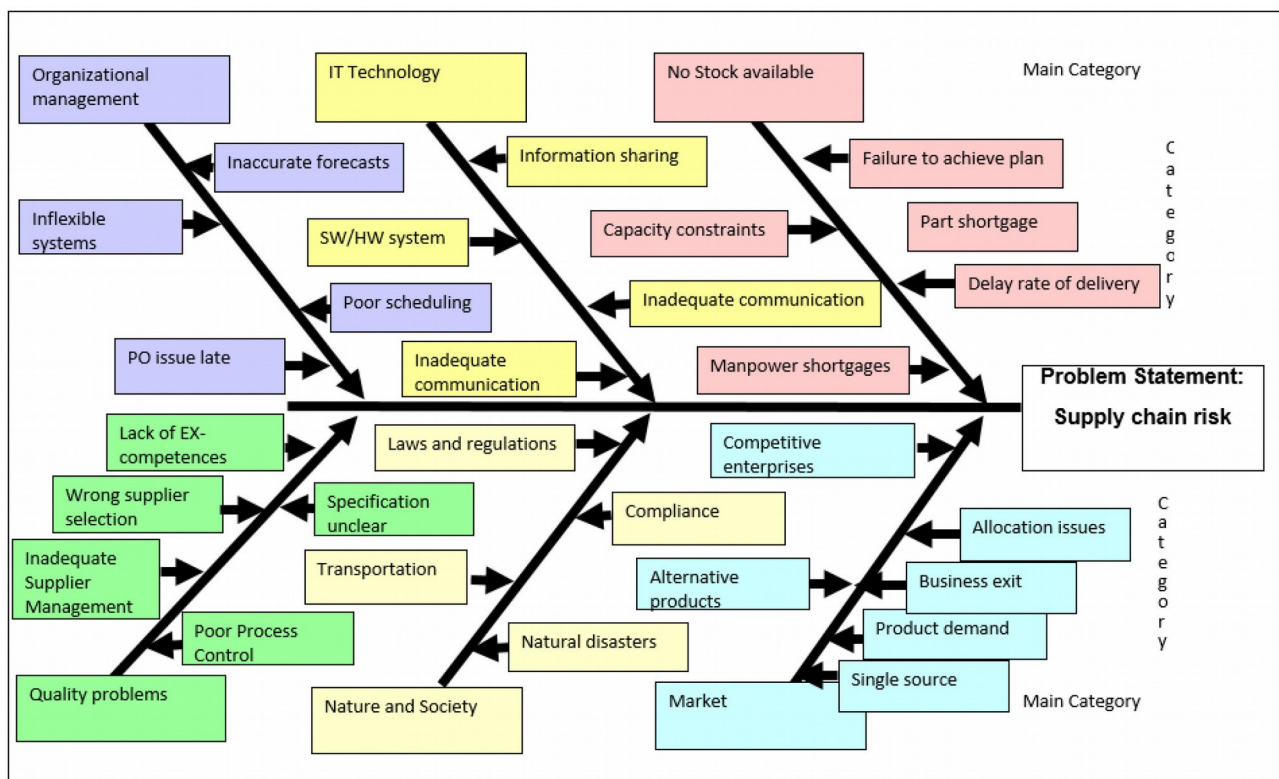 Organizational
management
IT Technology
No Stock available
Main Category
Inaccurate forecasts
Information sharing
Failure to achieve plan
Inflexible
systems
SW/HW system
Capacity constraints
Part shortgage
Poor scheduling
Inadequate communication
Delay rate of delivery
PO issue late
Inadequate
communication
Manpower shortgages
Category
Problem Statement:
Supply chain risk
Lack of EX-
competences
Laws and regulations
Competitive
enterprises
Wrong supplier
selection
Specification
unclear
Compliance
Allocation issues
Inadequate
Supplier
Management
Transportation
Alternative
products
Business exit
Poor Process
Control
Natural disasters
Product demand
Single source
Category
Quality problems
Nature and Society
Market
Main Category